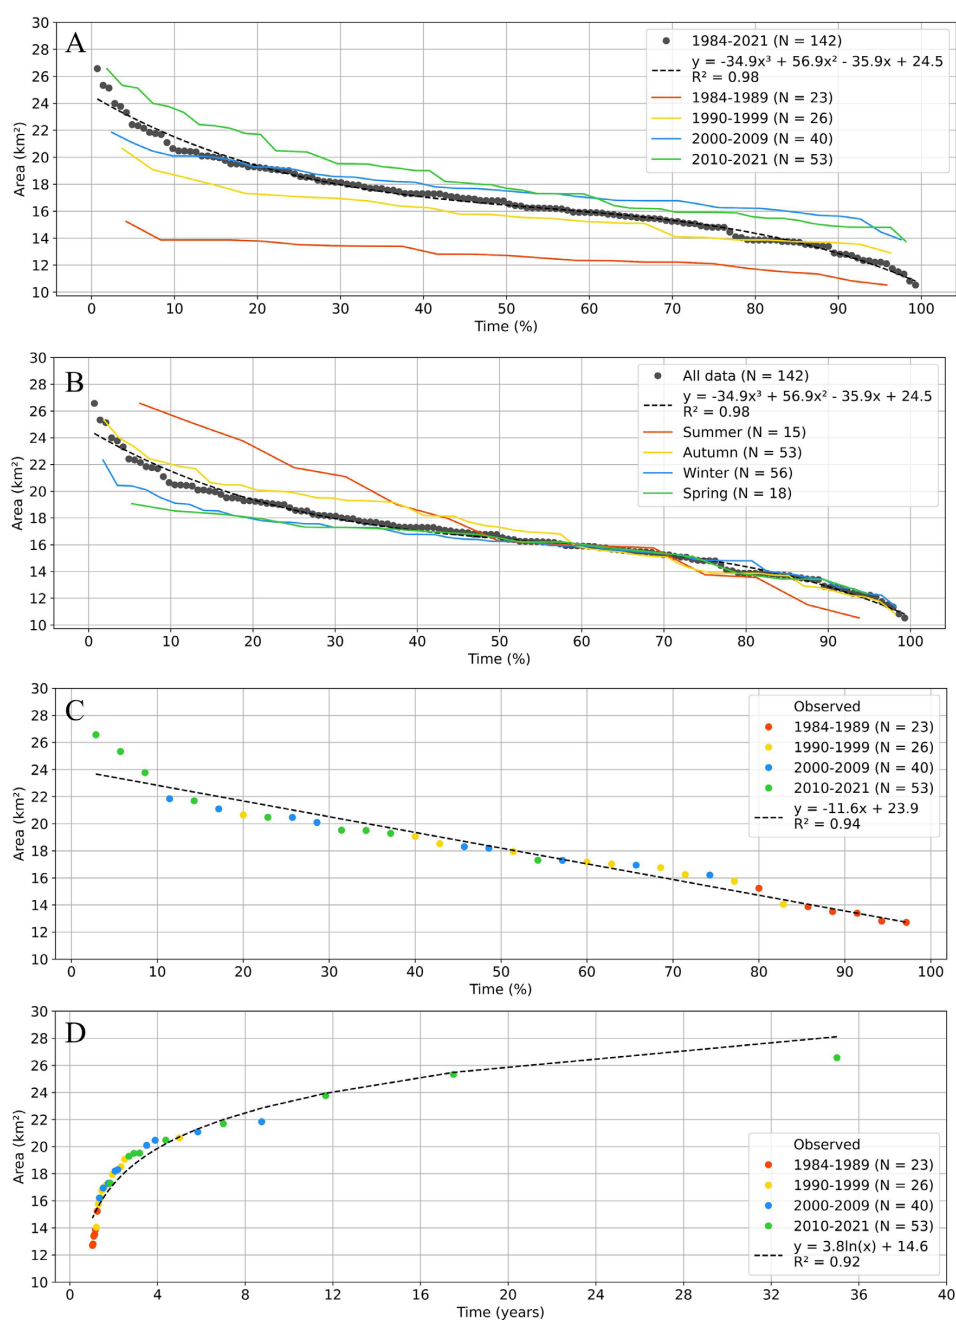 A
30
28
26
24
22
20
18
16
14
12
10
Area (km²)
0 10 20 30 40 50 60 70 80 90 100
Time (%)
1984-2021 (N = 142)
y = -34.9x³ + 56.9x² - 35.9x + 24.5
R² = 0.98
1984-1989 (N = 23)
1990-1999 (N = 26)
2000-2009 (N = 40)
2010-2021 (N = 53)
B
30
28
26
24
22
20
18
16
14
12
10
Area (km²)
0 10 20 30 40 50 60 70 80 90 100
Time (%)
All data (N = 142)
y = -34.9x³ + 56.9x² - 35.9x + 24.5
R² = 0.98
Summer (N = 15)
Autumn (N = 53)
Winter (N = 56)
Spring (N = 18)
C
30
28
26
24
22
20
18
16
14
12
10
Area (km²)
0 10 20 30 40 50 60 70 80 90 100
Time (%)
Observed
1984-1989 (N = 23)
1990-1999 (N = 26)
2000-2009 (N = 40)
2010-2021 (N = 53)
y = -11.6x + 23.9
R² = 0.94
D
30
28
26
24
22
20
18
16
14
12
10
Area (km²)
0 4 8 12 16 20 24 28 32 36 40
Time (years)
Observed
1984-1989 (N = 23)
1990-1999 (N = 26)
2000-2009 (N = 40)
2010-2021 (N = 53)
y = 3.8ln(x) + 14.6
R² = 0.92